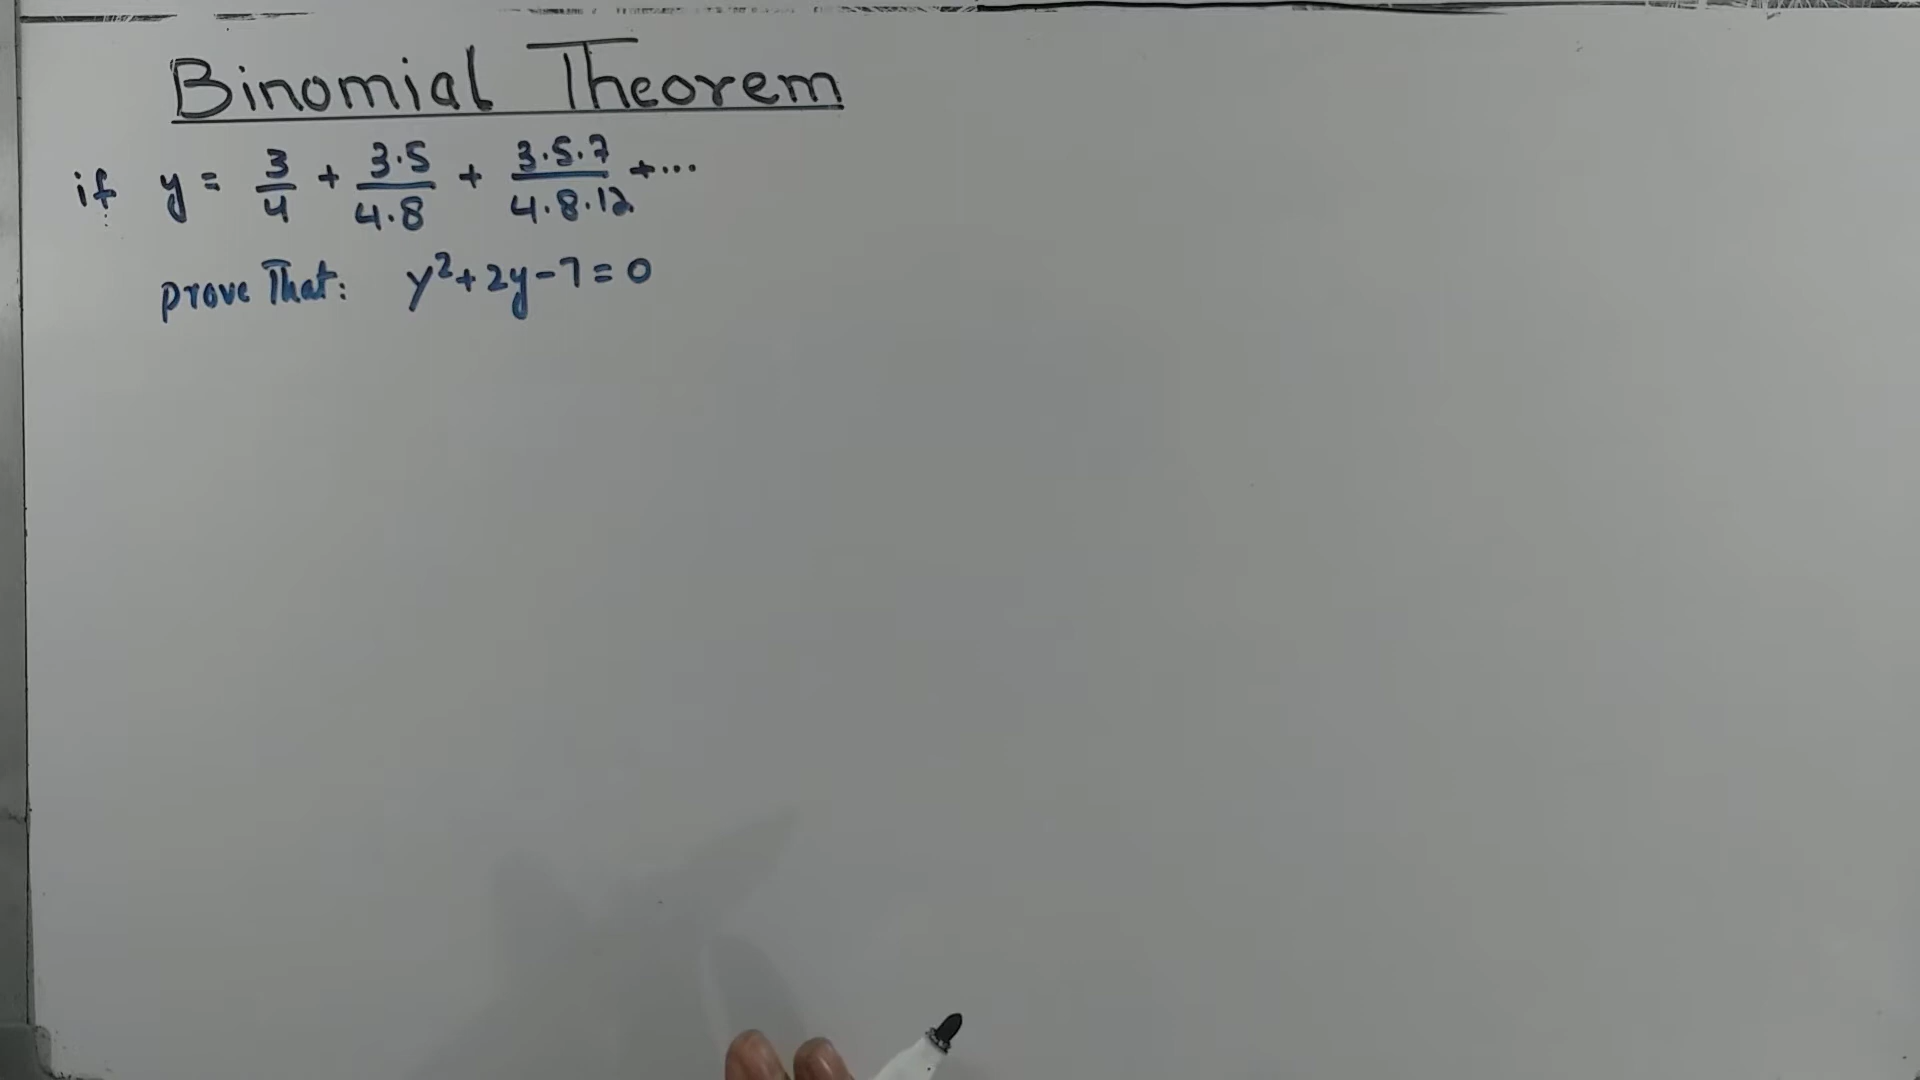 Binomial Theorem
if y = 3/4 + 3·5/4·8 + 3·5·7/4·8·12 + ...
prove That: y² + 2y - 7 = 0